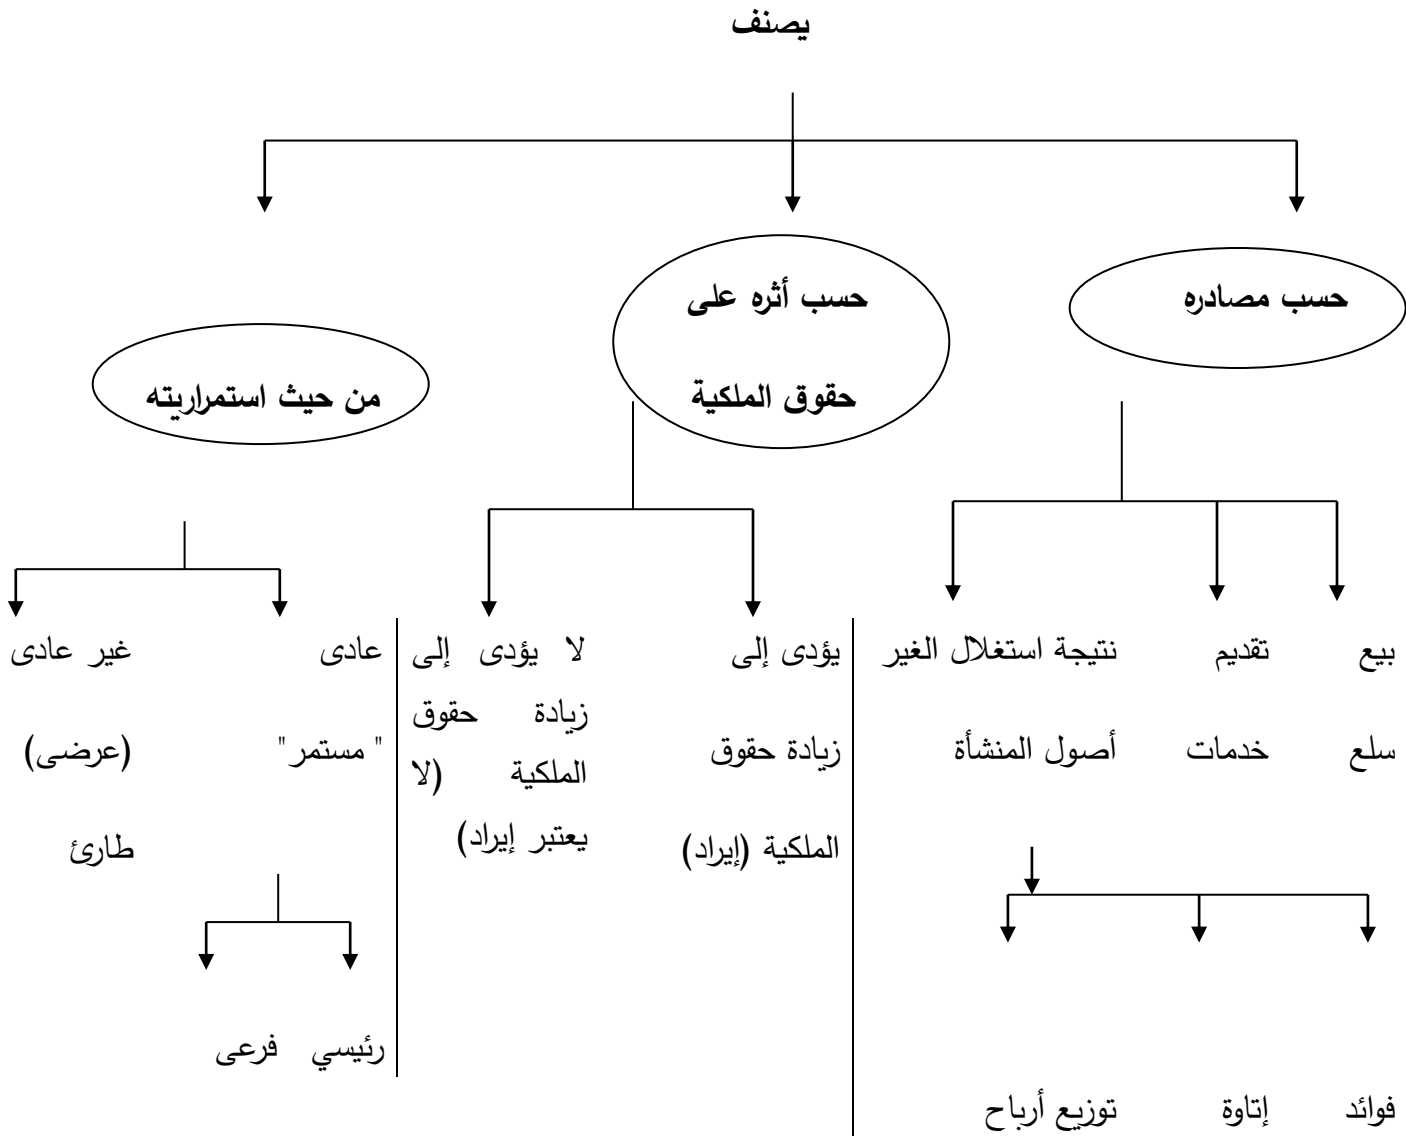 يصنف
حسب مصادره
حسب أثره على
حقوق الملكية
من حيث استمراريته
بيع
سلع
تقديم
خدمات
نتيجة استغلال الغير
أصول المنشأة
فوائد
إتاوة
توزيع أرباح
يؤدى إلى
زيادة حقوق
الملكية (إيراد)
لا يؤدى إلى
زيادة حقوق
الملكية (لا
يعتبر إيراد)
عادى
" مستمر"
رئيسي
فرعى
غير عادى
(عرضى)
طارئ